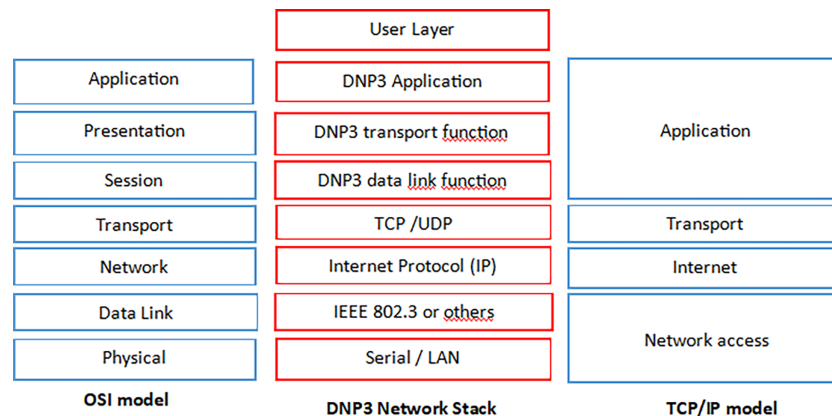 User Layer
Application
DNP3 Application
Presentation
DNP3 transport function
Application
Session
DNP3 data link function
Transport
TCP /UDP
Transport
Network
Internet Protocol (IP)
Internet
Data Link
IEEE 802.3 or others
Network access
Physical
Serial / LAN
OSI model
DNP3 Network Stack
TCP/IP model